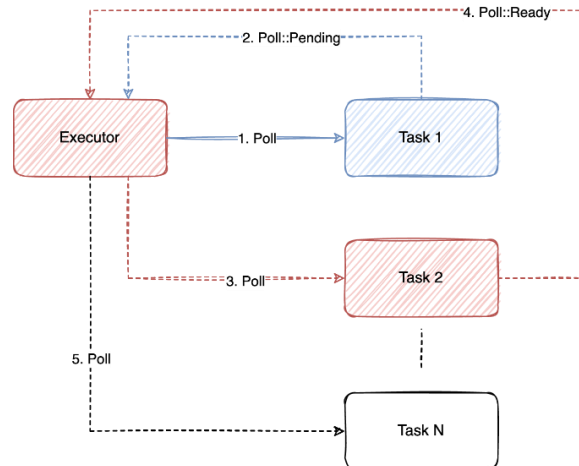 4. Poll::Ready
2. Poll::Pending
Executor
1. Poll
Task 1
3. Poll
Task 2
5. Poll
Task N